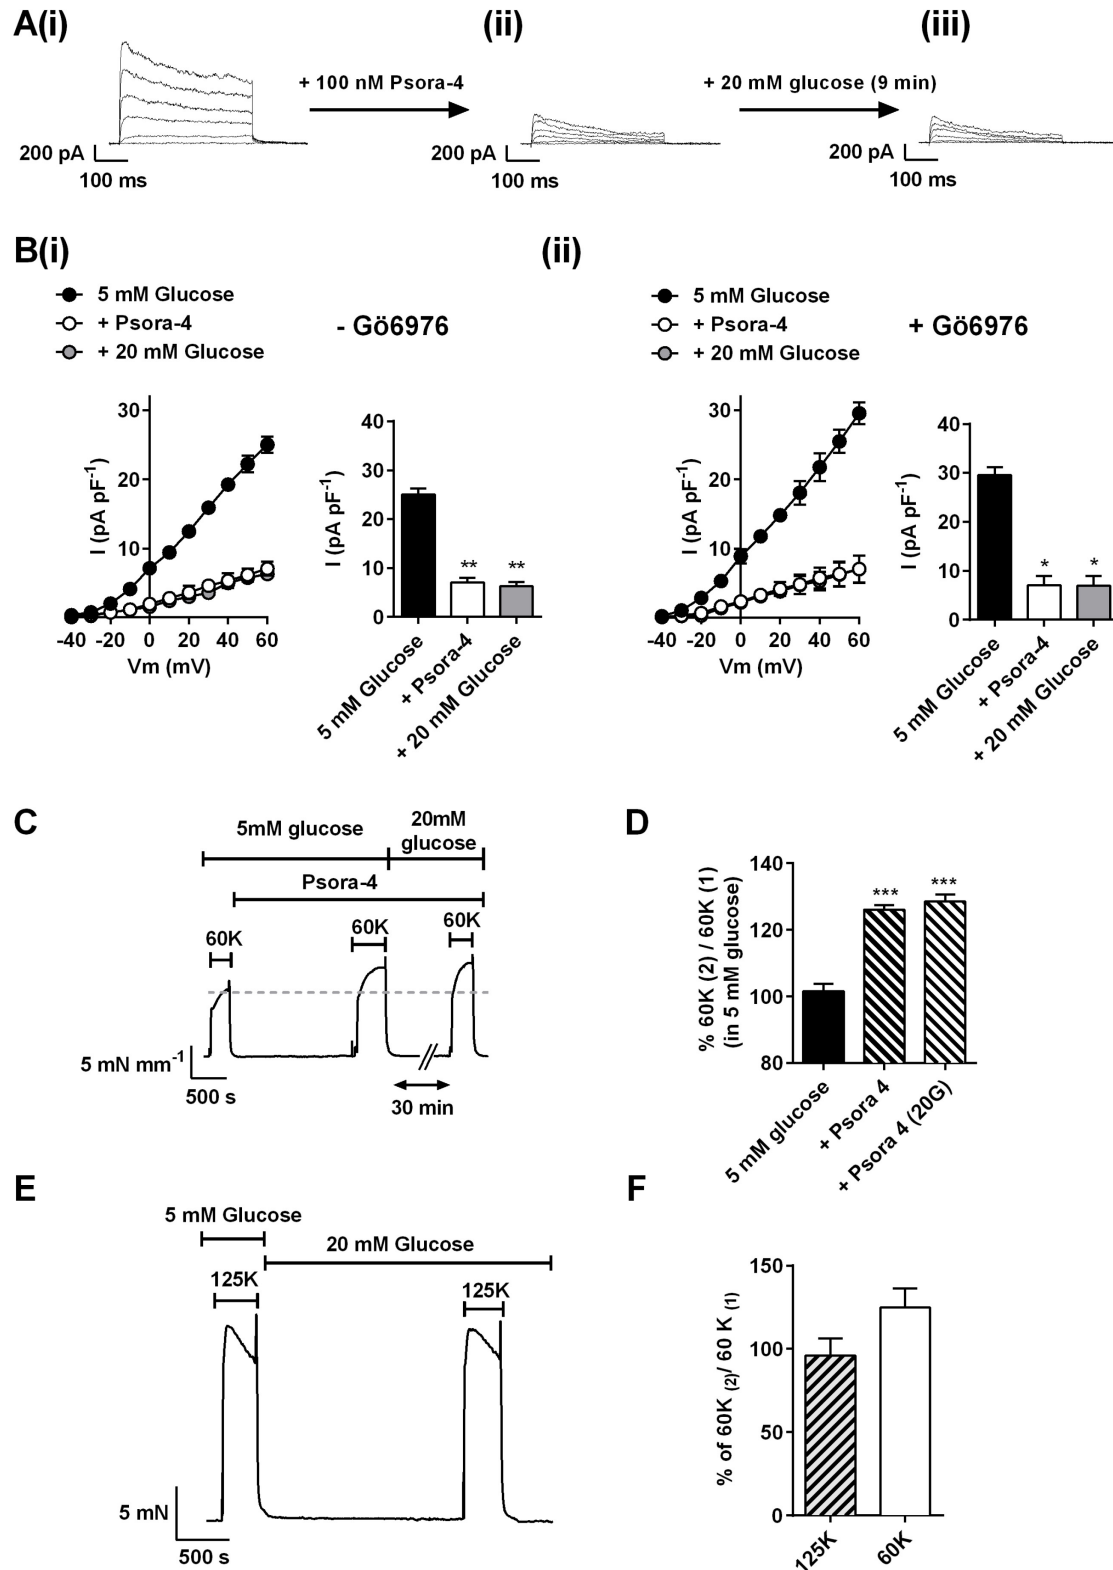 A(i) (ii) (iii)
+ 100 nM Psora-4 + 20 mM glucose (9 min)
200 pA 200 pA 200 pA
100 ms 100 ms 100 ms
B(i) (ii)
5 mM Glucose
+ Psora-4
+ 20 mM Glucose
- Gö6976
5 mM Glucose
+ Psora-4
+ 20 mM Glucose
+ Gö6976
I (pA pF-1)
30
20
10
-40 -20 0 20 40 60
Vm (mV)
I (pA pF-1)
40
30
20
10
0
** **
5 mM Glucose
+ Psora-4
+ 20 mM Glucose
I (pA pF-1)
30
20
10
-40 -20 0 20 40 60
Vm (mV)
I (pA pF-1)
40
30
20
10
0
* *
5 mM Glucose
+ Psora-4
+ 20 mM Glucose
C
5mM glucose
20mM
glucose
Psora-4
60K 60K 60K
5 mN mm-1
500 s
30 min
D
% 60K (2) / 60K (1)
(in 5 mM glucose)
140
120
100
80
*** ***
5 mM glucose
+ Psora 4
+ Psora 4 (20G)
E
5 mM Glucose
20 mM Glucose
125K 125K
5 mN
500 s
F
% of 60K (2)/ 60 K (1)
150
100
50
0
125K
60K